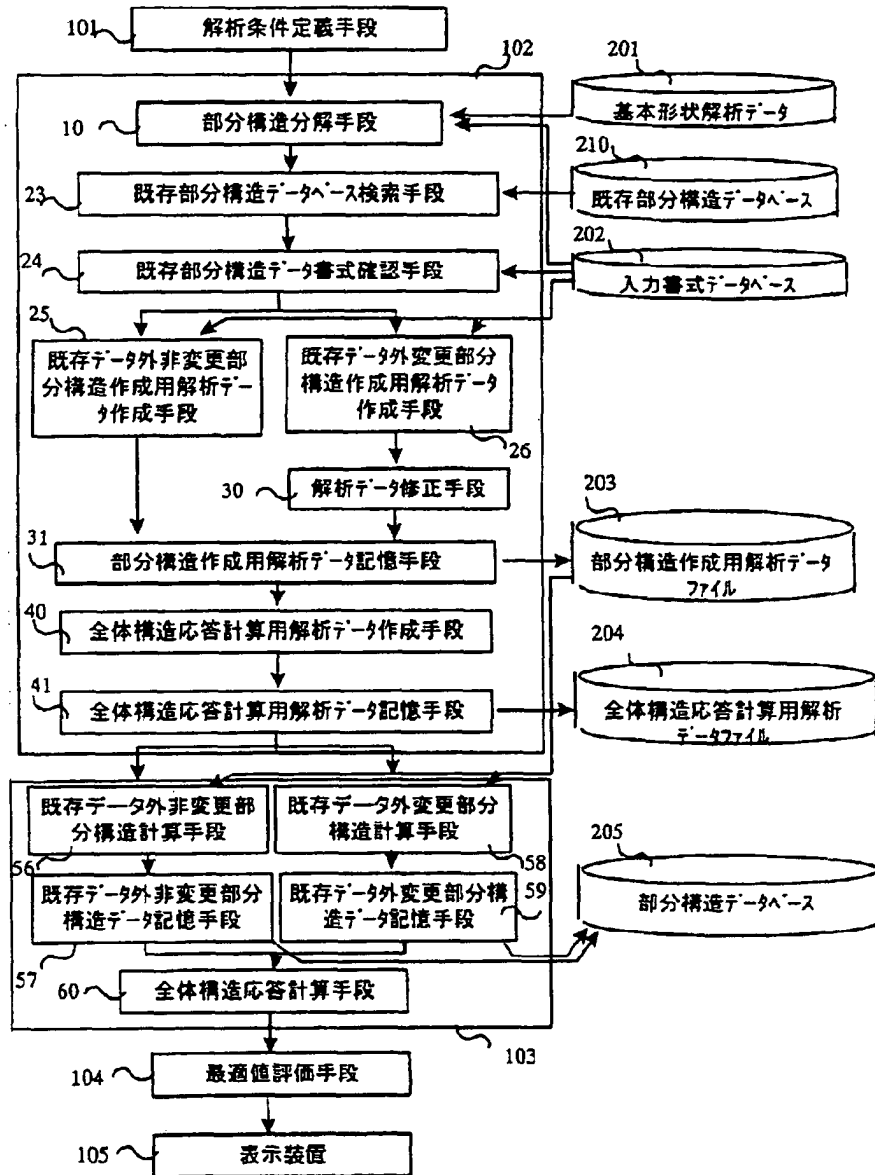 101
解析条件定義手段
102
201
10
部分構造分解手段
基本形状解析データ
210
23
既存部分構造データベース検索手段
既存部分構造データベース
24
既存部分構造データ書式確認手段
202
入力書式データベース
25
既存データ外非変更部
分構造作成用解析デー
タ作成手段
既存データ外変更部分
構造作成用解析データ
作成手段
26
30
解析データ修正手段
203
31
部分構造作成用解析データ記憶手段
部分構造作成用解析データ
ファイル
40
全体構造応答計算用解析データ作成手段
204
41
全体構造応答計算用解析データ記憶手段
全体構造応答計算用解析
データファイル
既存データ外非変更部
分構造計算手段
既存データ外変更部分
構造計算手段
56
58
205
既存データ外非変更部分
構造データ記憶手段
既存データ外変更部分構
造データ記憶手段
59
部分構造データベース
57
60
全体構造応答計算手段
103
104
最適値評価手段
105
表示装置